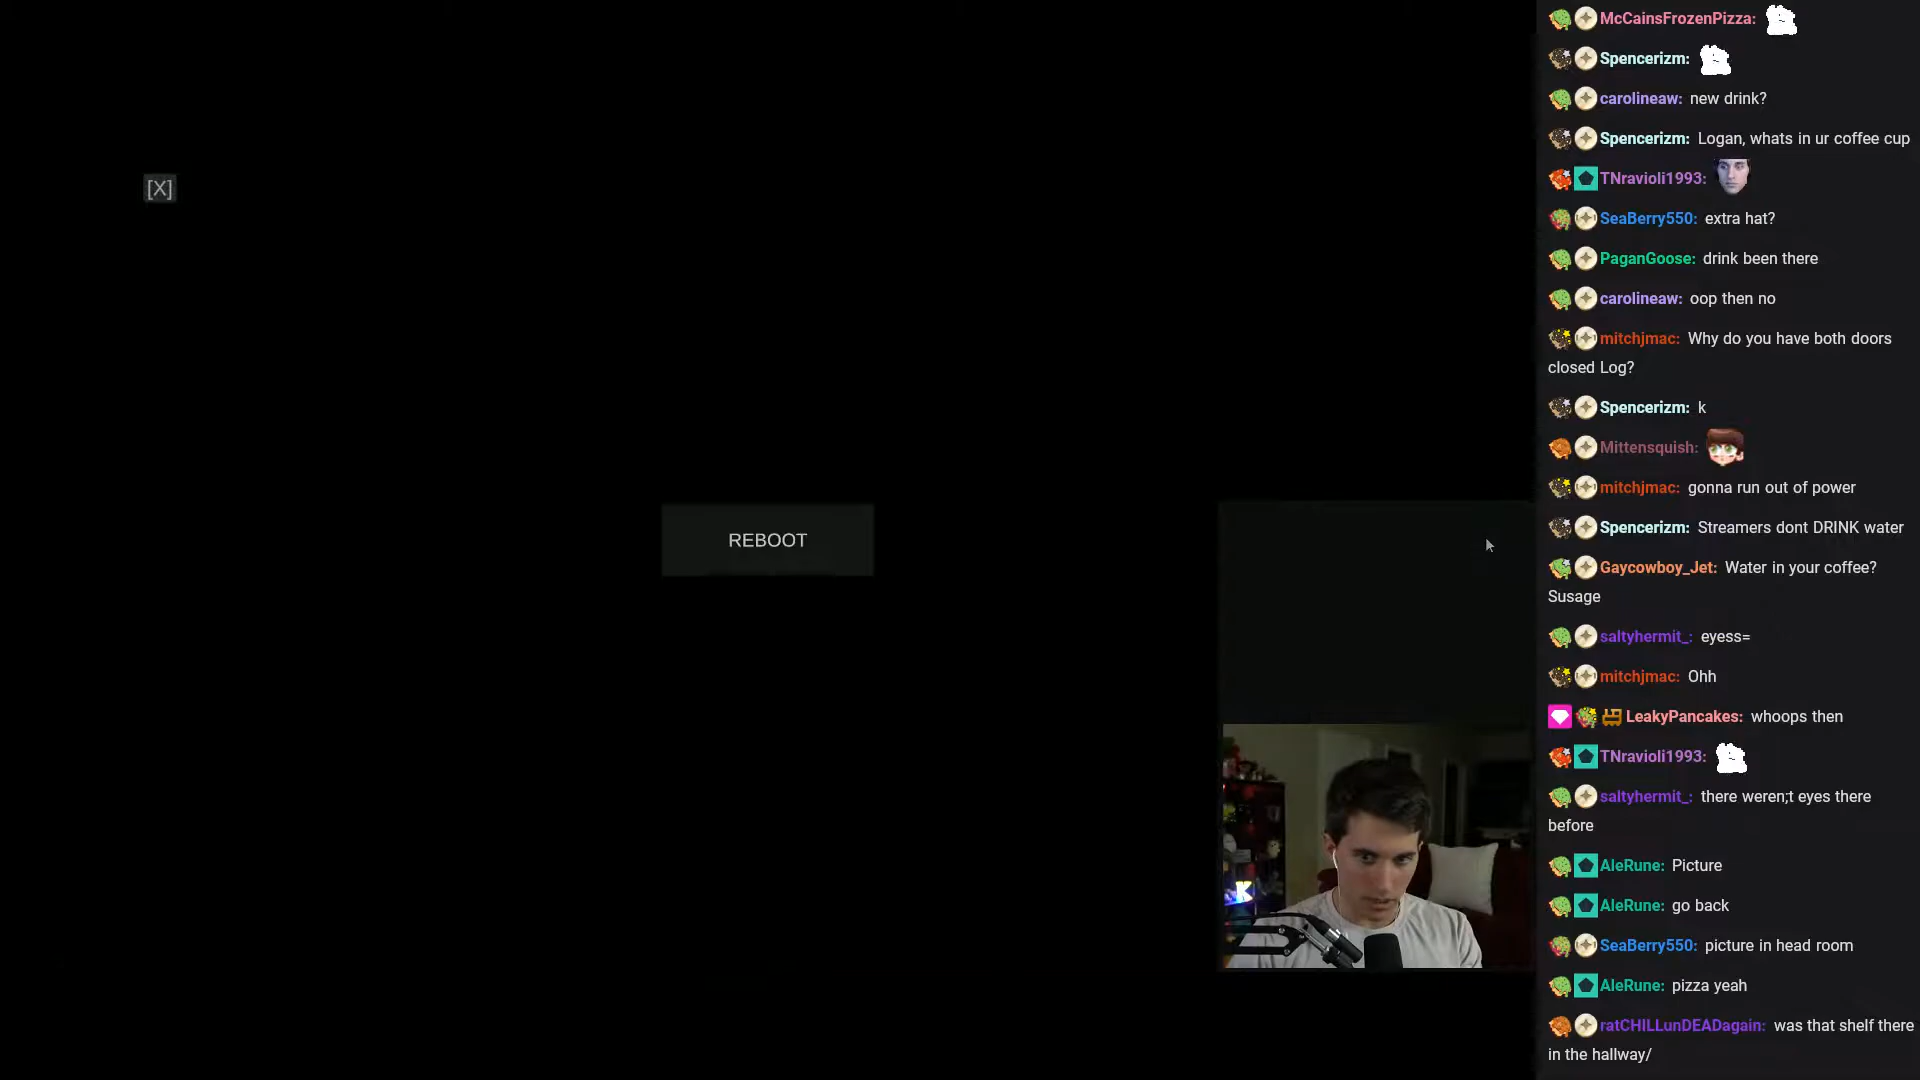 [X]
REBOOT
K
McCainsFrozenPizza:
Spencerizm:
carolineaw: new drink?
Spencerizm: Logan, whats in ur coffee cup
TNravioli1993:
SeaBerry550: extra hat?
PaganGoose: drink been there
carolineaw: oop then no
mitchjmac: Why do you have both doors
closed Log?
Spencerizm: k
Mittensquish:
mitchjmac: gonna run out of power
Spencerizm: Streamers dont DRINK water
Gaycowboy_Jet: Water in your coffee?
Susage
saltyhermit_: eyess=
mitchjmac: Ohh
LeakyPancakes: whoops then
TNravioli1993:
saltyhermit_: there weren;t eyes there
before
AleRune: Picture
AleRune: go back
SeaBerry550: picture in head room
AleRune: pizza yeah
ratCHILLunDEADagain: was that shelf there
in the hallway/